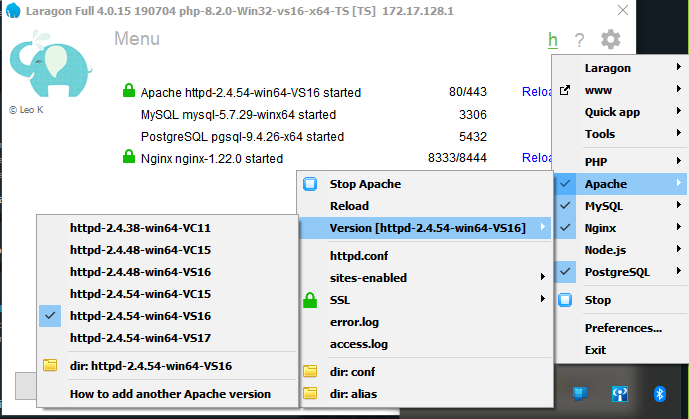 Laragon Full 4.0.15 190704 php-8.2.0-Win32-vs16-x64-TS [TS] 172.17.128.1
Menu
h ?
© Leo K
Apache httpd-2.4.54-win64-VS16 started 80/443 Reloa
MySQL mysql-5.7.29-winx64 started 3306
PostgreSQL pgsql-9.4.26-x64 started 5432
Nginx nginx-1.22.0 started 8333/8444 Reloa
Laragon
www
Quick app
Tools
PHP
Apache
MySQL
Nginx
Node.js
PostgreSQL
Stop
Preferences...
Exit
Stop Apache
Reload
Version [httpd-2.4.54-win64-VS16]
httpd.conf
sites-enabled
SSL
error.log
access.log
dir: conf
dir: alias
httpd-2.4.38-win64-VC11
httpd-2.4.48-win64-VC15
httpd-2.4.48-win64-VS16
httpd-2.4.54-win64-VC15
httpd-2.4.54-win64-VS16
httpd-2.4.54-win64-VS17
dir: httpd-2.4.54-win64-VS16
How to add another Apache version